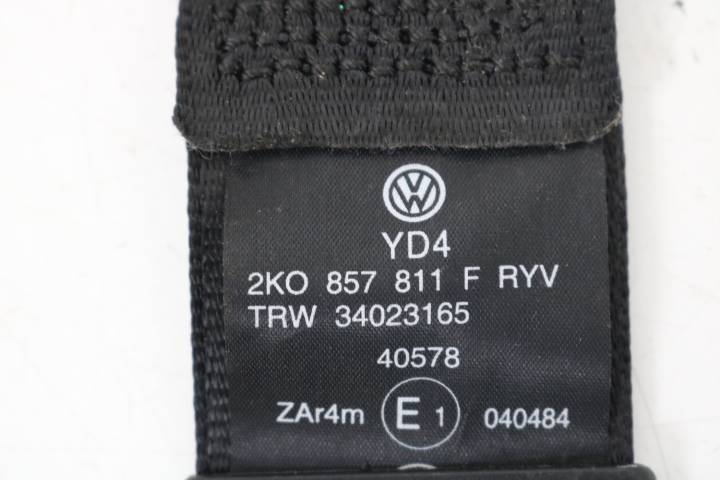 VW
YD4
2KO 857 811 F RYV
TRW 34023165
40578
ZAr4m E 1 040484